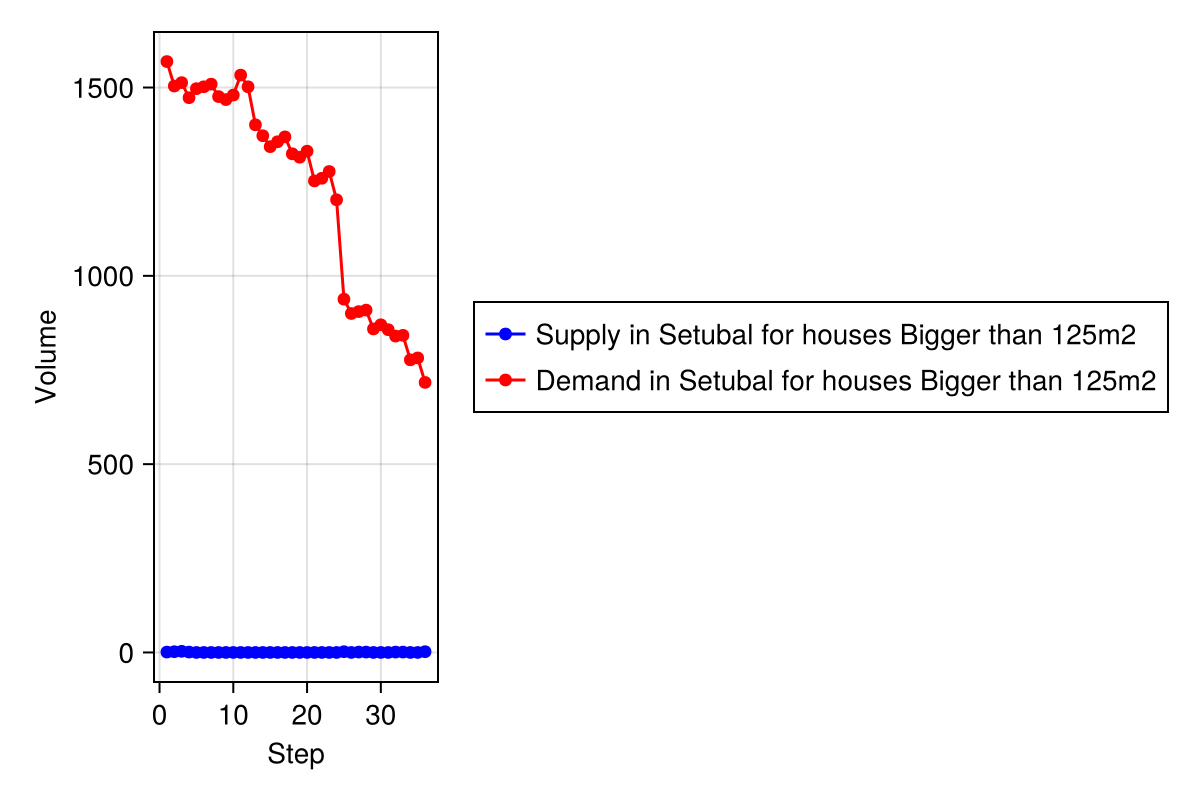 1500
1000
500
0
Volume
0 10 20 30
Step
Supply in Setubal for houses Bigger than 125m2
Demand in Setubal for houses Bigger than 125m2